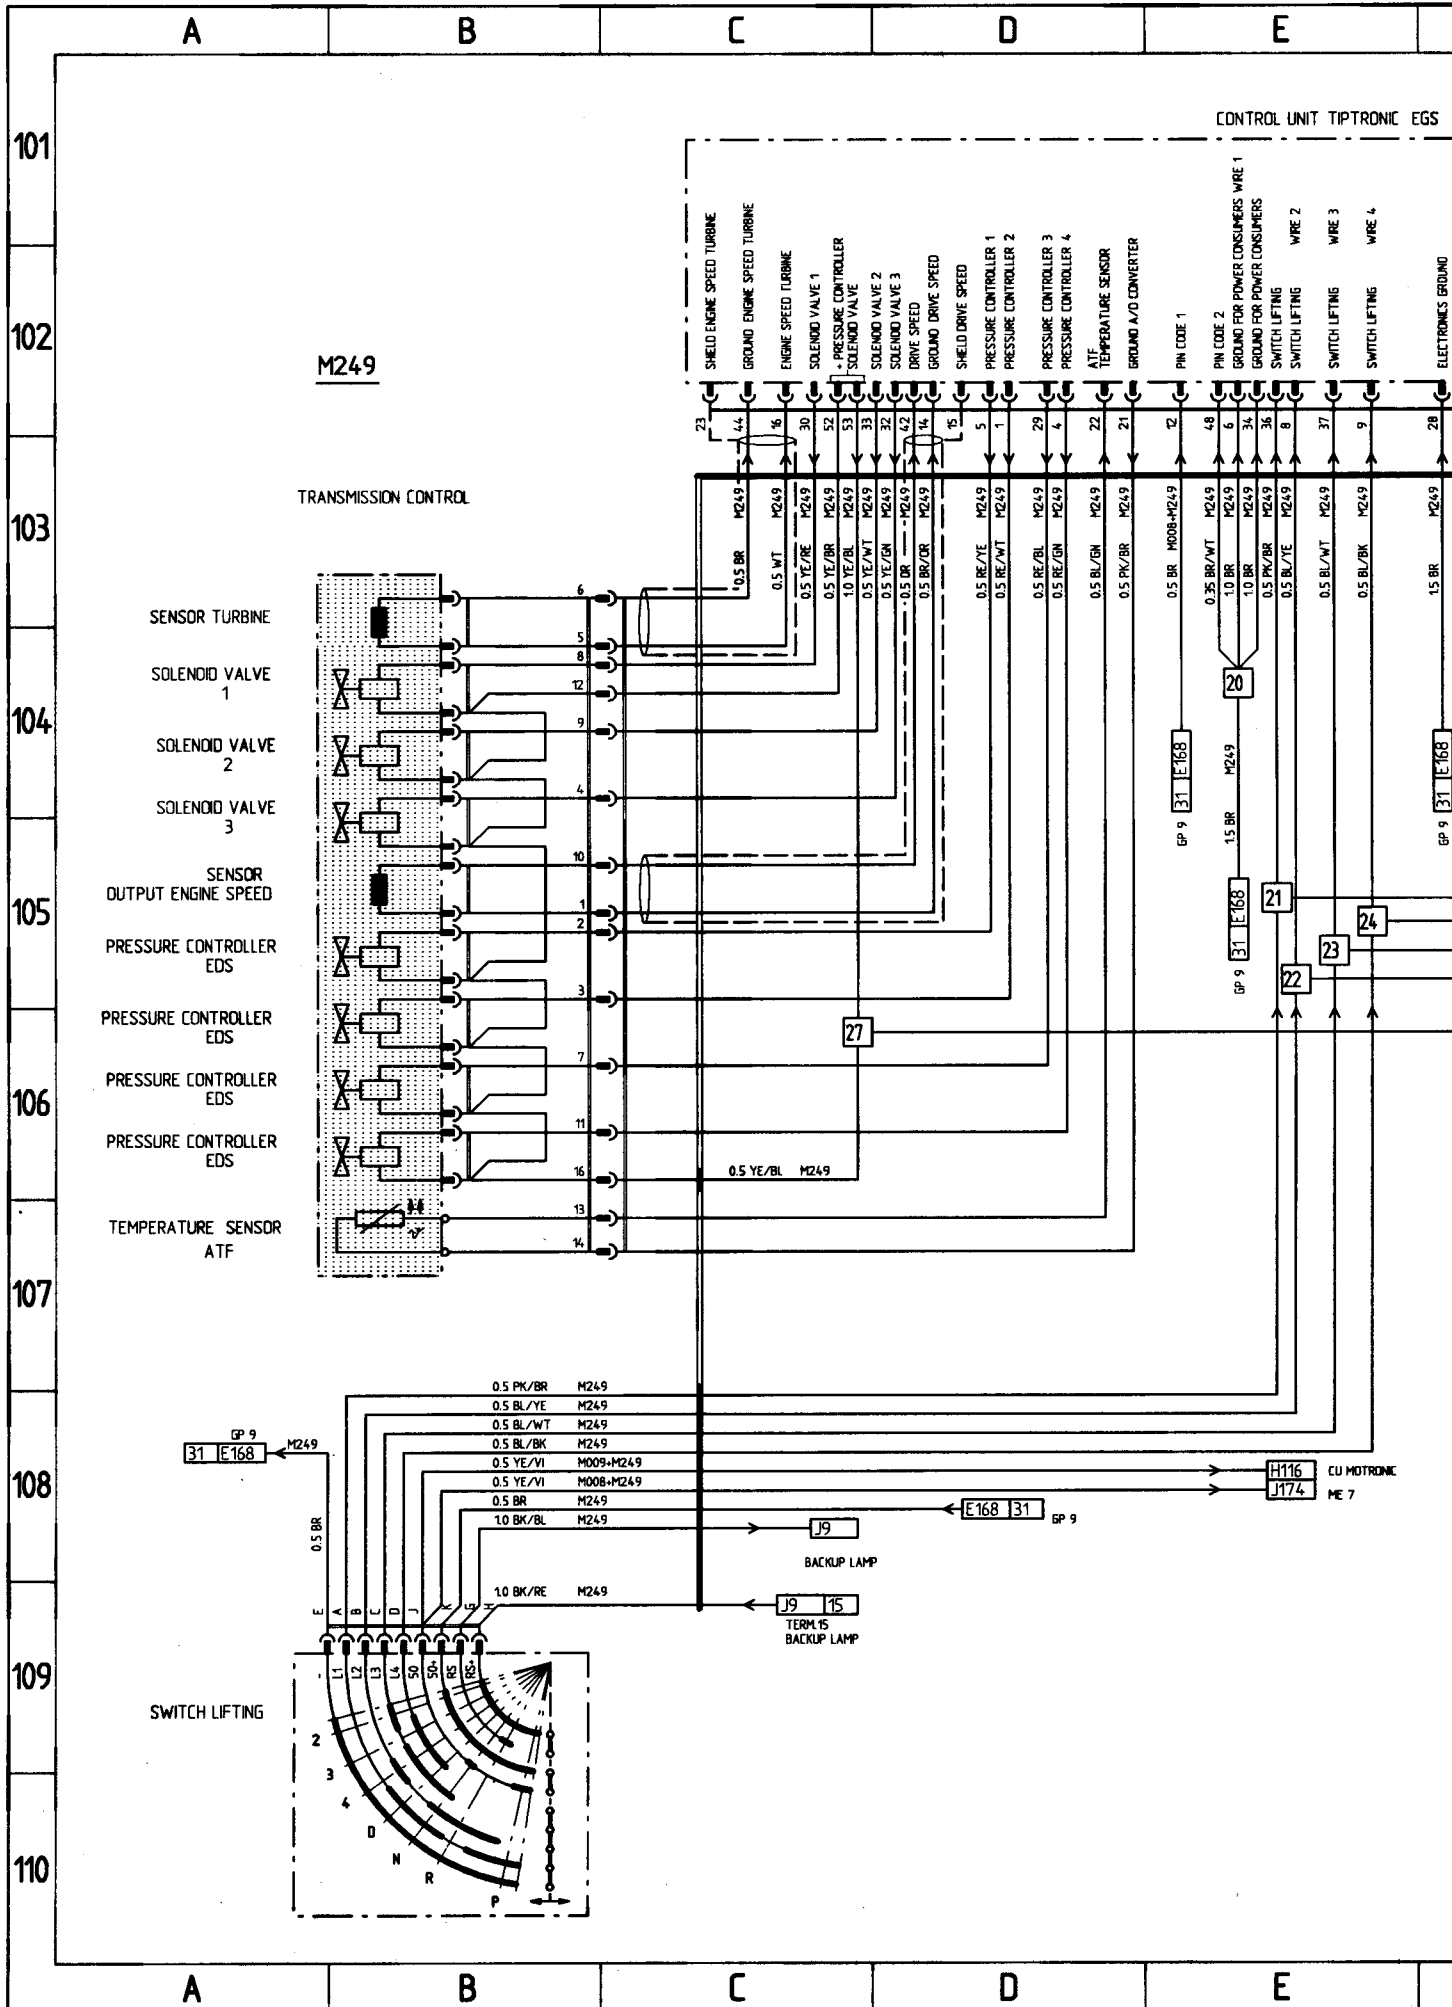 A B C D E
101
102
103
104
105
106
107
108
109
110
CONTROL UNIT TIPTRONIC EGS
M249
SHIELD ENGINE SPEED TURBINE
GROUND ENGINE SPEED TURBINE
ENGINE SPEED TURBINE
SOLENOID VALVE 1
+ PRESSURE CONTROLLER
SOLENOID VALVE
SOLENOID VALVE 2
SOLENOID VALVE 3
DRIVE SPEED
GROUND DRIVE SPEED
SHIELD DRIVE SPEED
PRESSURE CONTROLLER 1
PRESSURE CONTROLLER 2
PRESSURE CONTROLLER 3
PRESSURE CONTROLLER 4
ATF
TEMPERATURE SENSOR
GROUND A/D CONVERTER
PIN CODE 1
PIN CODE 2
GROUND FOR POWER CONSUMERS
GROUND FOR POWER CONSUMERS
SWITCH LIFTING WIRE 1
SWITCH LIFTING WIRE 2
SWITCH LIFTING WIRE 3
SWITCH LIFTING WIRE 4
ELECTRONICS GROUND
23 44 16 30 52 53 33 32 42 14 15 5 1 29 4 22 21 12 48 6 34 36 8 37 9 28
0.5 BR M249
0.5 WT M249
0.5 YE/RE M249
0.5 YE/BR M249
1.0 YE/BL M249
0.5 YE/WT M249
0.5 YE/GN M249
0.5 OR M249
0.5 BR/OR M249
0.5 RE/YE M249
0.5 RE/WT M249
0.5 RE/BL M249
0.5 RE/GN M249
0.5 BL/GN M249
0.5 PK/BR M249
0.5 BR M008+M249
0.35 BR/WT M249
1.0 BR M249
1.0 BR M249
0.5 PK/BR M249
0.5 BL/YE M249
0.5 BL/WT M249
0.5 BL/BK M249
1.5 BR M249
TRANSMISSION CONTROL
SENSOR TURBINE
SOLENOID VALVE
1
SOLENOID VALVE
2
SOLENOID VALVE
3
SENSOR
OUTPUT ENGINE SPEED
PRESSURE CONTROLLER
EDS
PRESSURE CONTROLLER
EDS
PRESSURE CONTROLLER
EDS
PRESSURE CONTROLLER
EDS
TEMPERATURE SENSOR
ATF
6
5
8
12
9
4
10
1
2
3
7
11
16
13
14
20
1.5 BR M249
GP 9 31 E168
GP 9 31 E168
GP 9 31 E168
21
24
23
22
27
0.5 YE/BL M249
0.5 PK/BR M249
0.5 BL/YE M249
0.5 BL/WT M249
0.5 BL/BK M249
0.5 YE/VI M009+M249
0.5 YE/VI M008+M249
0.5 BR M249
1.0 BK/BL M249
1.0 BK/RE M249
GP 9
31 E168 M249
0.5 BR
H116 CU MOTRONIC
J174 ME 7
E168 31 GP 9
J9
BACKUP LAMP
J9 15
TERM.15
BACKUP LAMP
E A B C D J K G H
- L1 L2 L3 L4 SO SO+ RS RS+
SWITCH LIFTING
2
3
4
D
N
R
P
A B C D E